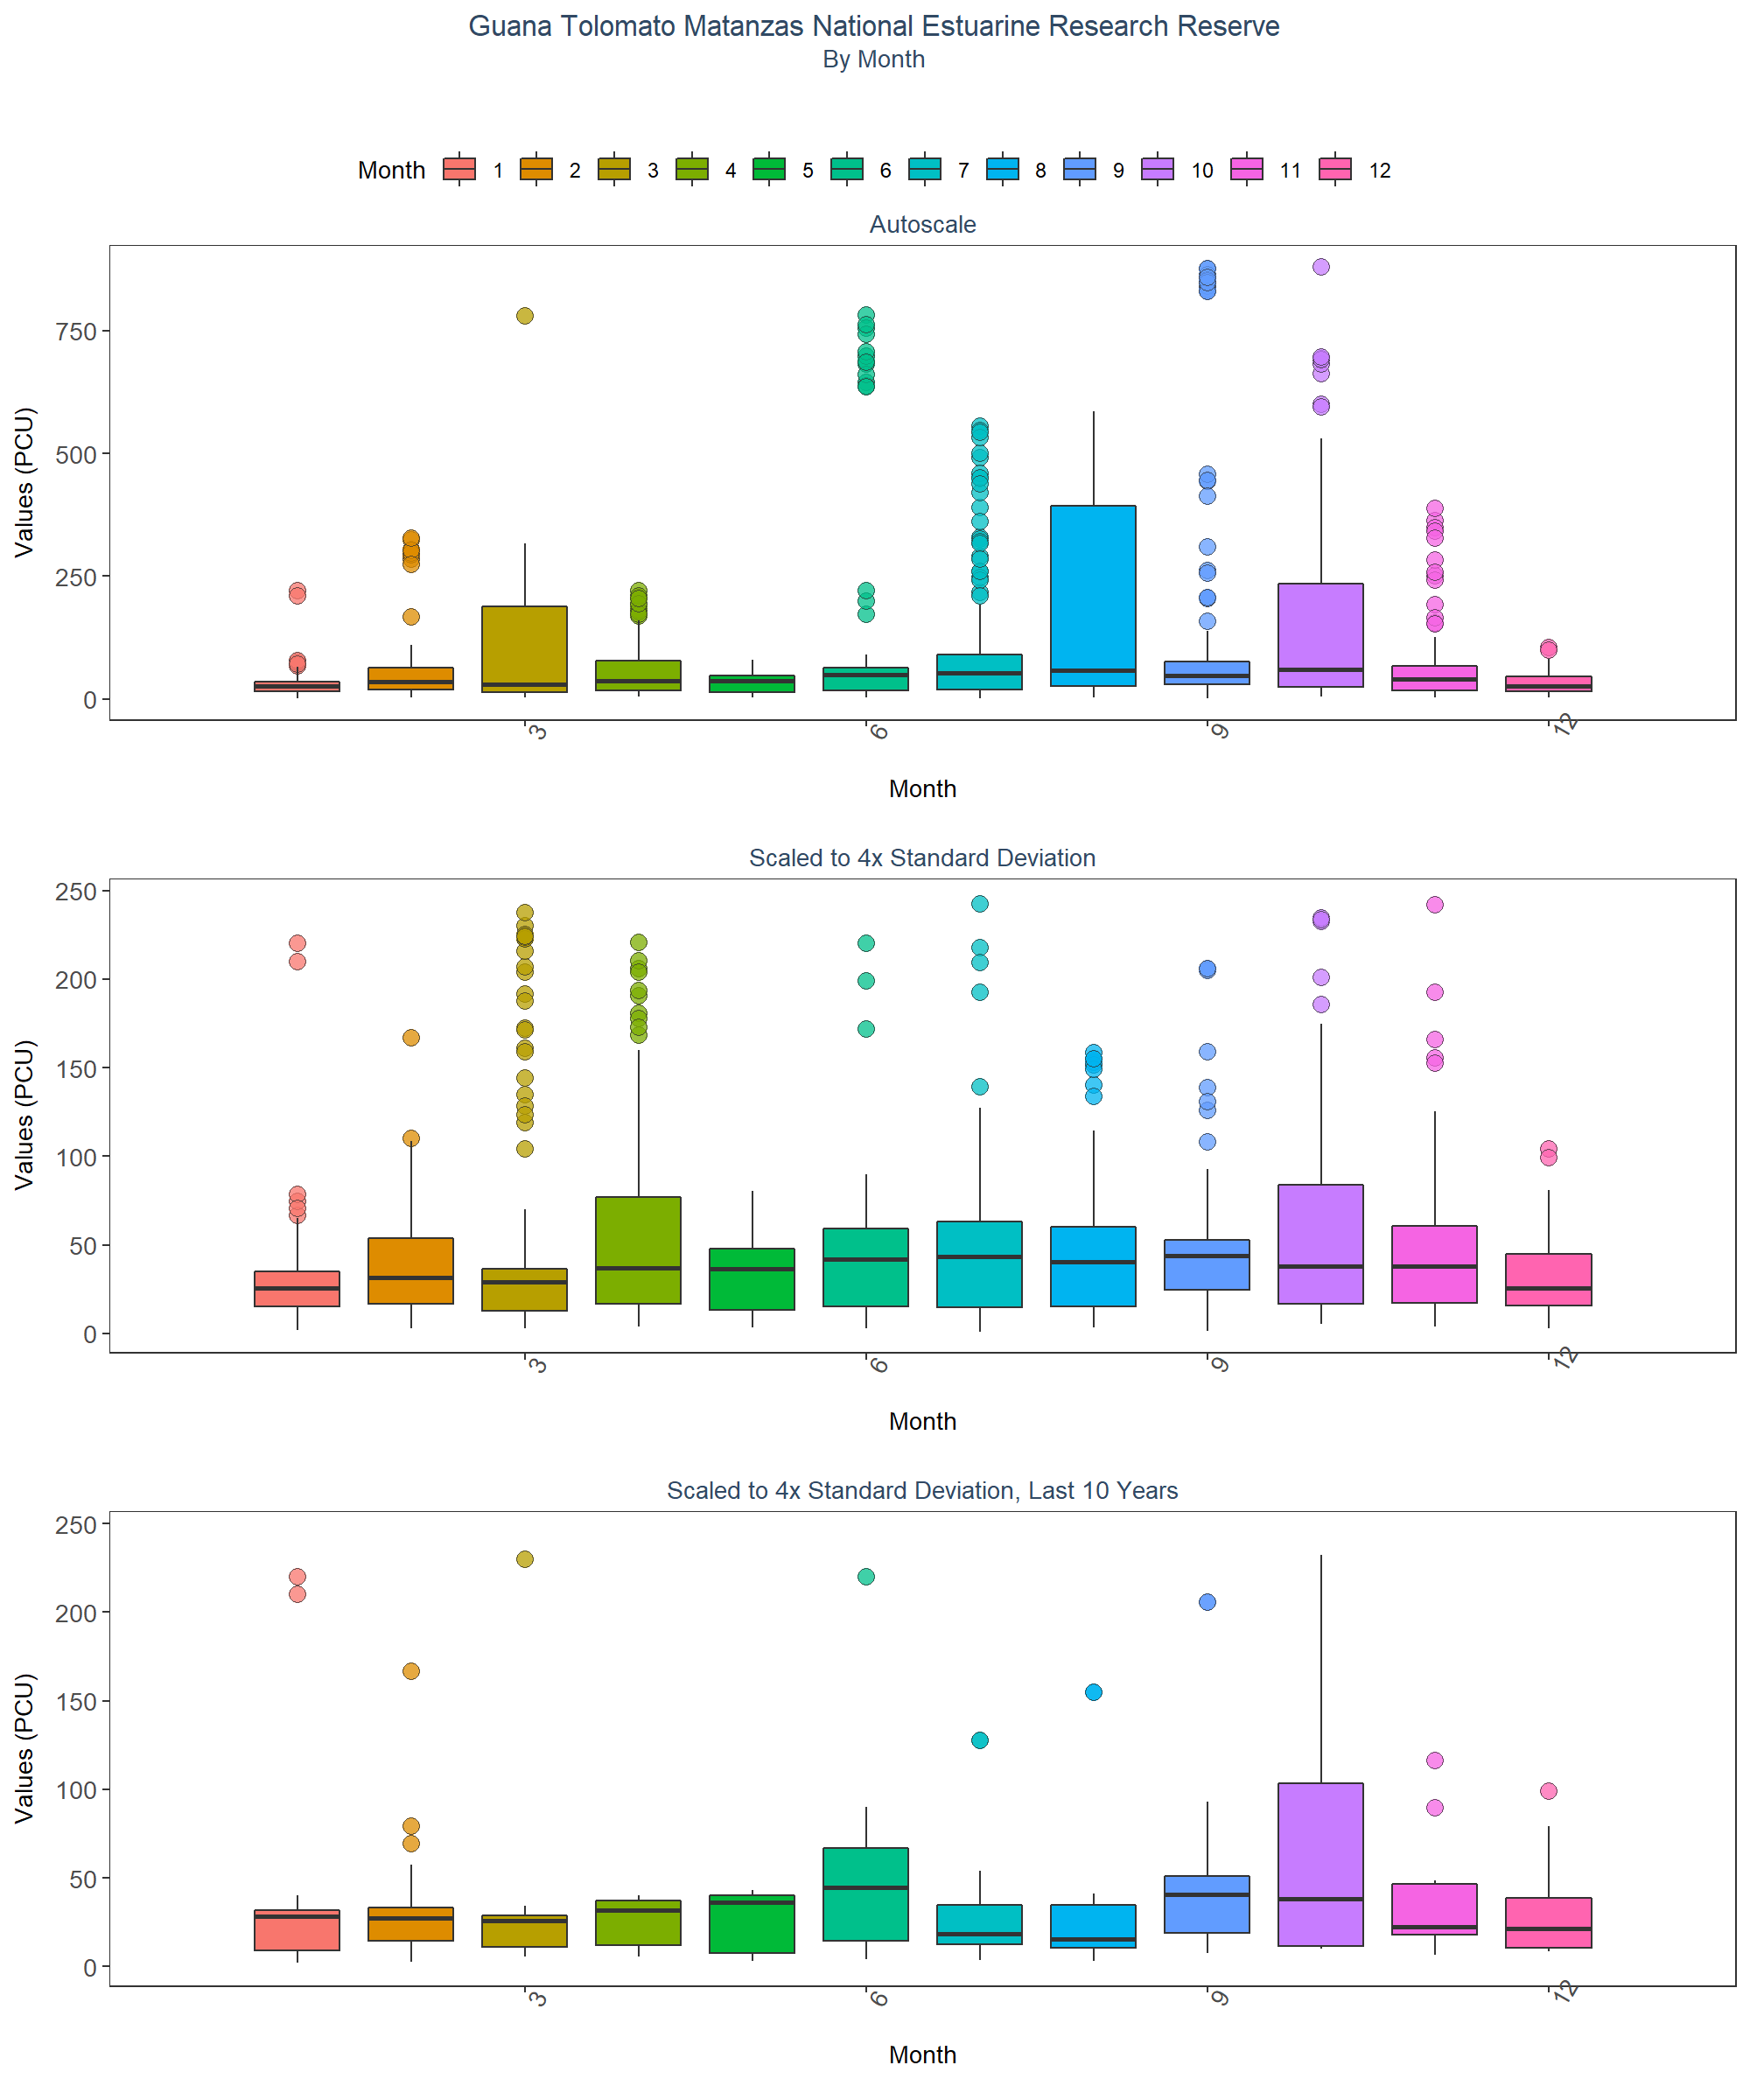 Guana Tolomato Matanzas National Estuarine Research Reserve
By Month
Month 1 2 3 4 5 6 7 8 9 10 11 12
Autoscale
Values (PCU)
750
500
250
0
3 6 9 12
Month
Scaled to 4x Standard Deviation
Values (PCU)
250
200
150
100
50
0
3 6 9 12
Month
Scaled to 4x Standard Deviation, Last 10 Years
Values (PCU)
250
200
150
100
50
0
3 6 9 12
Month